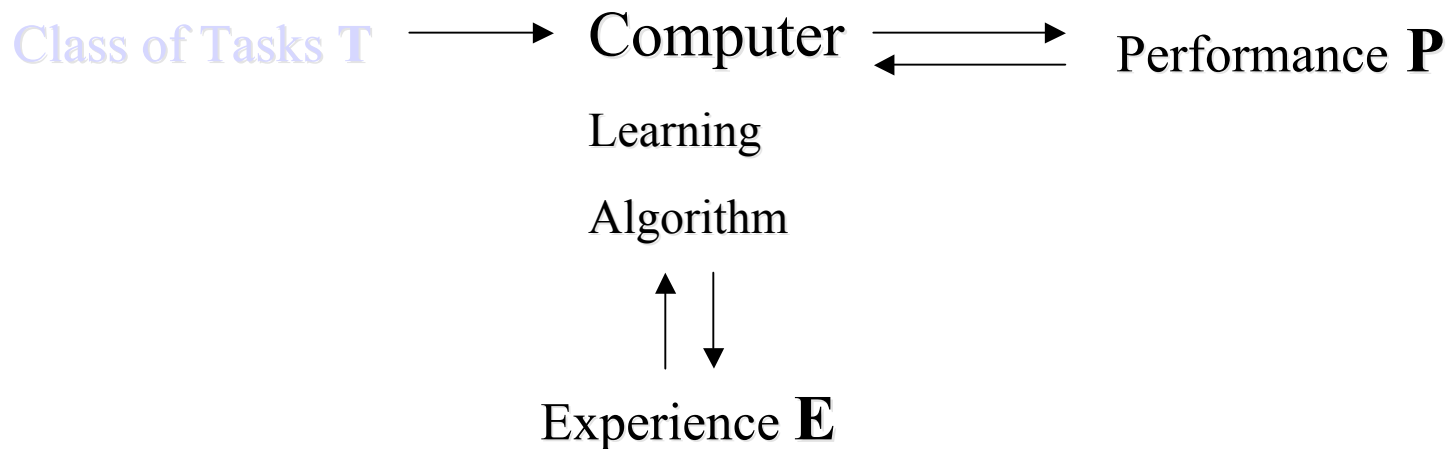 Class of Tasks T
Computer
Performance P
Learning
Algorithm
Experience E